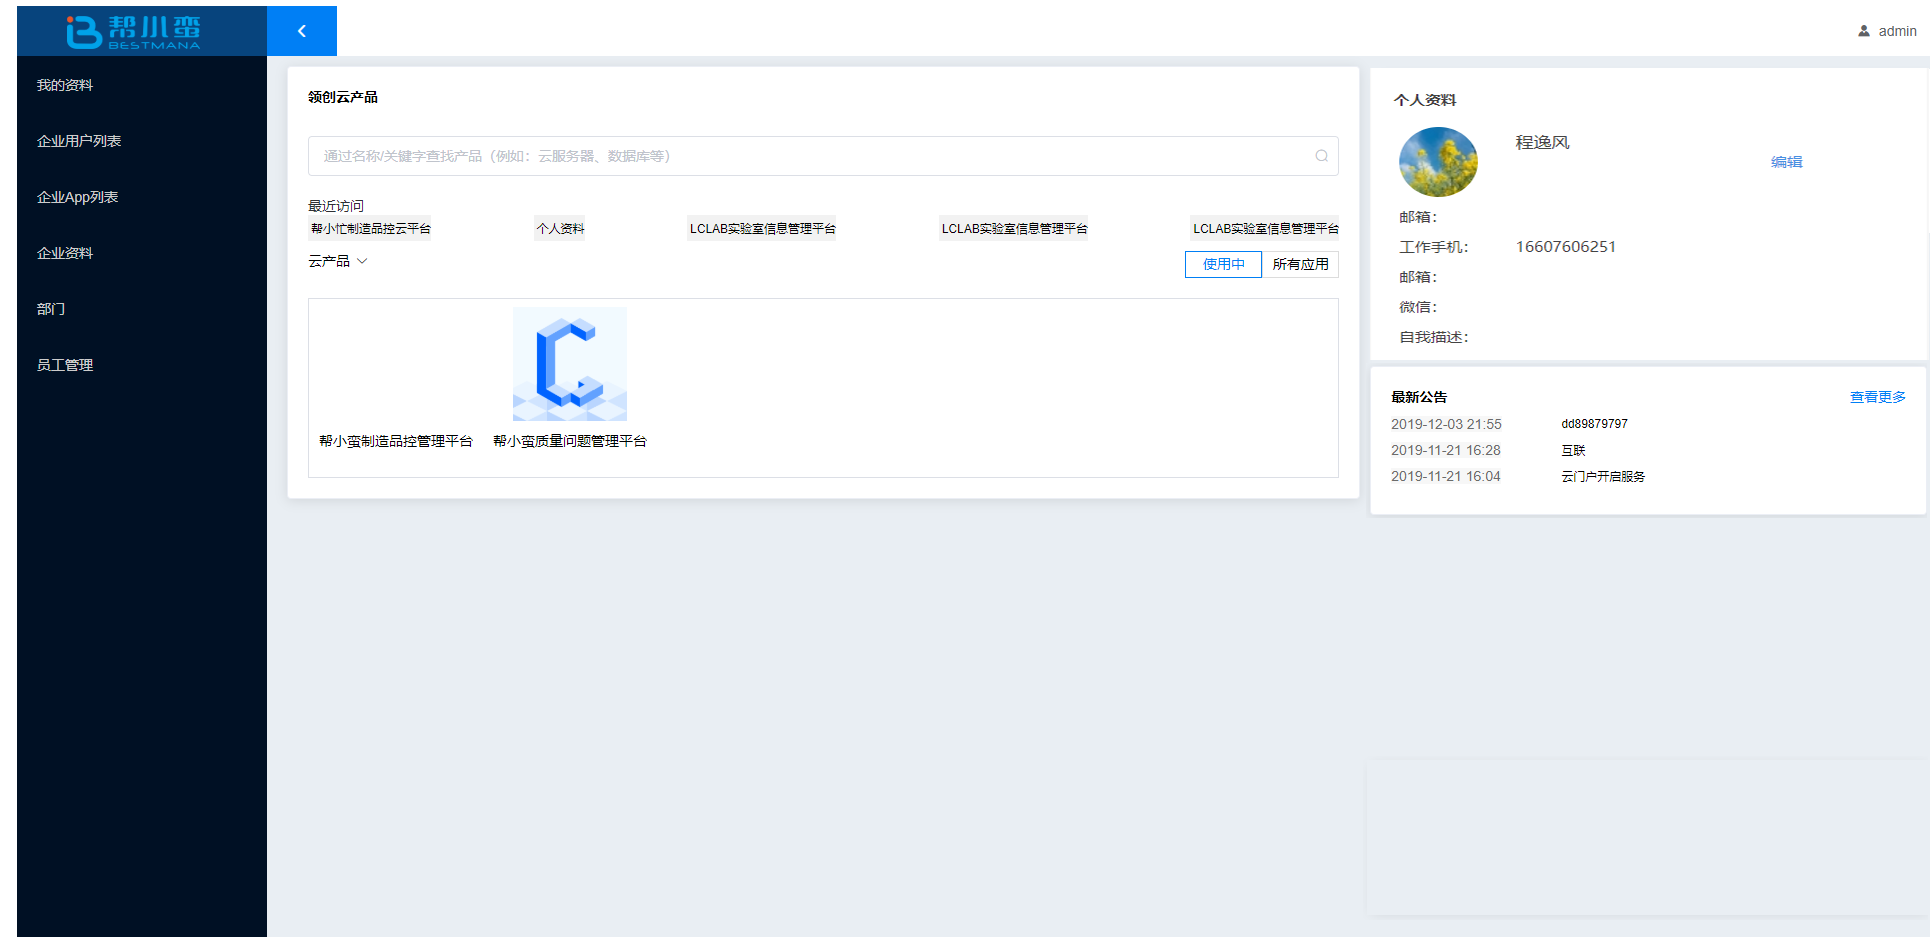 帮小蛮
BESTMANA
admin
我的资料
企业用户列表
企业App列表
企业资料
部门
员工管理
领创云产品
通过名称/关键字查找产品（例如：云服务器、数据库等）
最近访问
帮小忙制造品控云平台 个人资料 LCLAB实验室信息管理平台 LCLAB实验室信息管理平台 LCLAB实验室信息管理平台
云产品 使用中 所有应用
帮小蛮制造品控管理平台 帮小蛮质量问题管理平台
个人资料
程逸风
编辑
邮箱：
工作手机： 16607606251
邮箱：
微信：
自我描述：
最新公告 查看更多
2019-12-03 21:55 dd89879797
2019-11-21 16:28 互联
2019-11-21 16:04 云门户开启服务